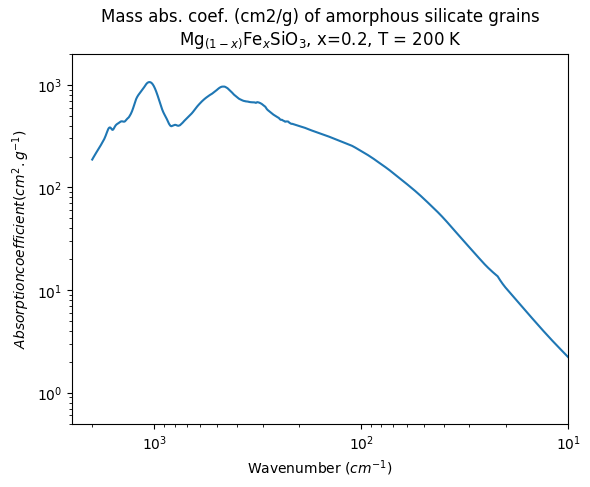 Mass abs. coef. (cm2/g) of amorphous silicate grains
Mg₍₁₋ₓ₎FeₓSiO₃, x=0.2, T = 200 K
10³
10²
10¹
10⁰
Absorptioncoefficient(cm².g⁻¹)
10³ 10² 10¹
Wavenumber (cm⁻¹)